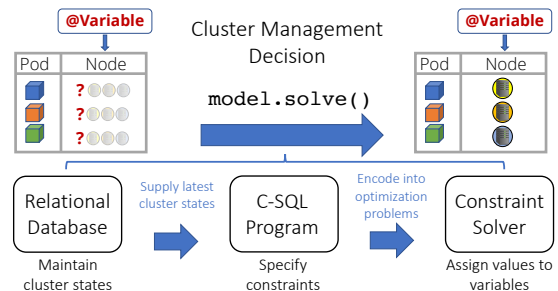 @Variable
Cluster Management
Decision
@Variable
Pod Node
Pod Node
?
?
?
model.solve()
Relational
Database
Supply latest
cluster states
C-SQL
Program
Encode into
optimization
problems
Constraint
Solver
Maintain
cluster states
Specify
constraints
Assign values to
variables